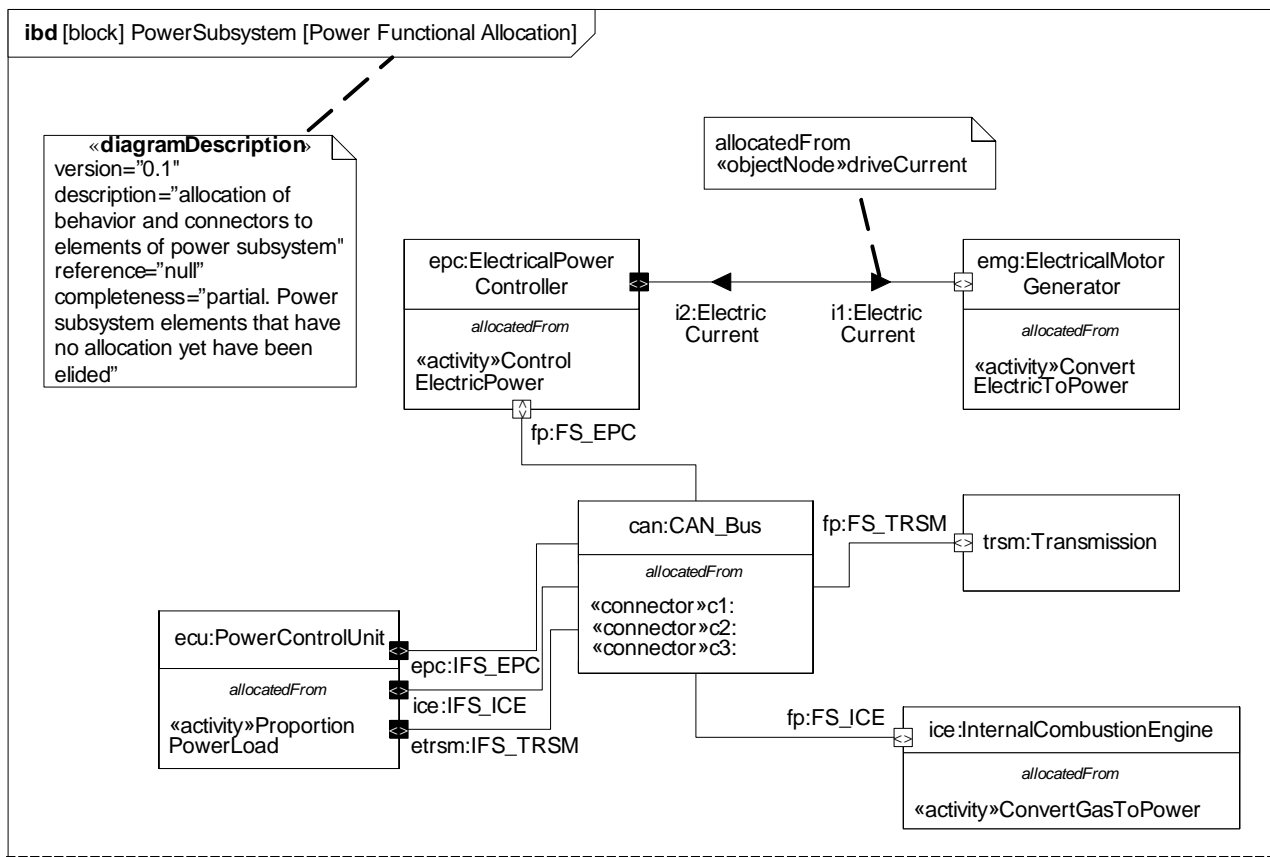 ibd [block] PowerSubsystem [Power Functional Allocation]
«diagramDescription»
version=”0.1"
description=”allocation of
behavior and connectors to
elements of power subsystem"
reference=”null”
completeness=”partial. Power
subsystem elements that have
no allocation yet have been
elided”
allocatedFrom
«objectNode»driveCurrent
epc:ElectricalPower
Controller
allocatedFrom
«activity»Control
ElectricPower
i2:Electric
Current
i1:Electric
Current
emg:ElectricalMotor
Generator
allocatedFrom
«activity»Convert
ElectricToPower
fp:FS_EPC
can:CAN_Bus
allocatedFrom
«connector»c1:
«connector»c2:
«connector»c3:
fp:FS_TRSM
trsm:Transmission
ecu:PowerControlUnit
allocatedFrom
«activity»Proportion
PowerLoad
epc:IFS_EPC
ice:IFS_ICE
etrsm:IFS_TRSM
fp:FS_ICE
ice:InternalCombustionEngine
allocatedFrom
«activity»ConvertGasToPower